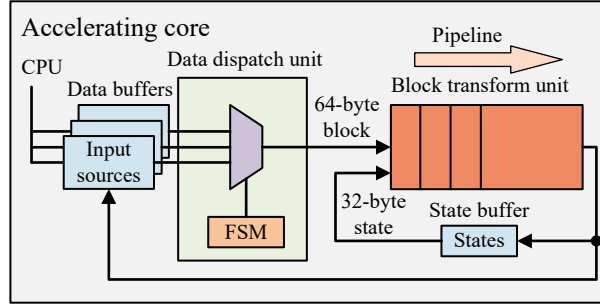 Accelerating core
Pipeline
CPU
Data dispatch unit
Data buffers
Block transform unit
64-byte
block
Input
sources
32-byte
state
State buffer
FSM
States